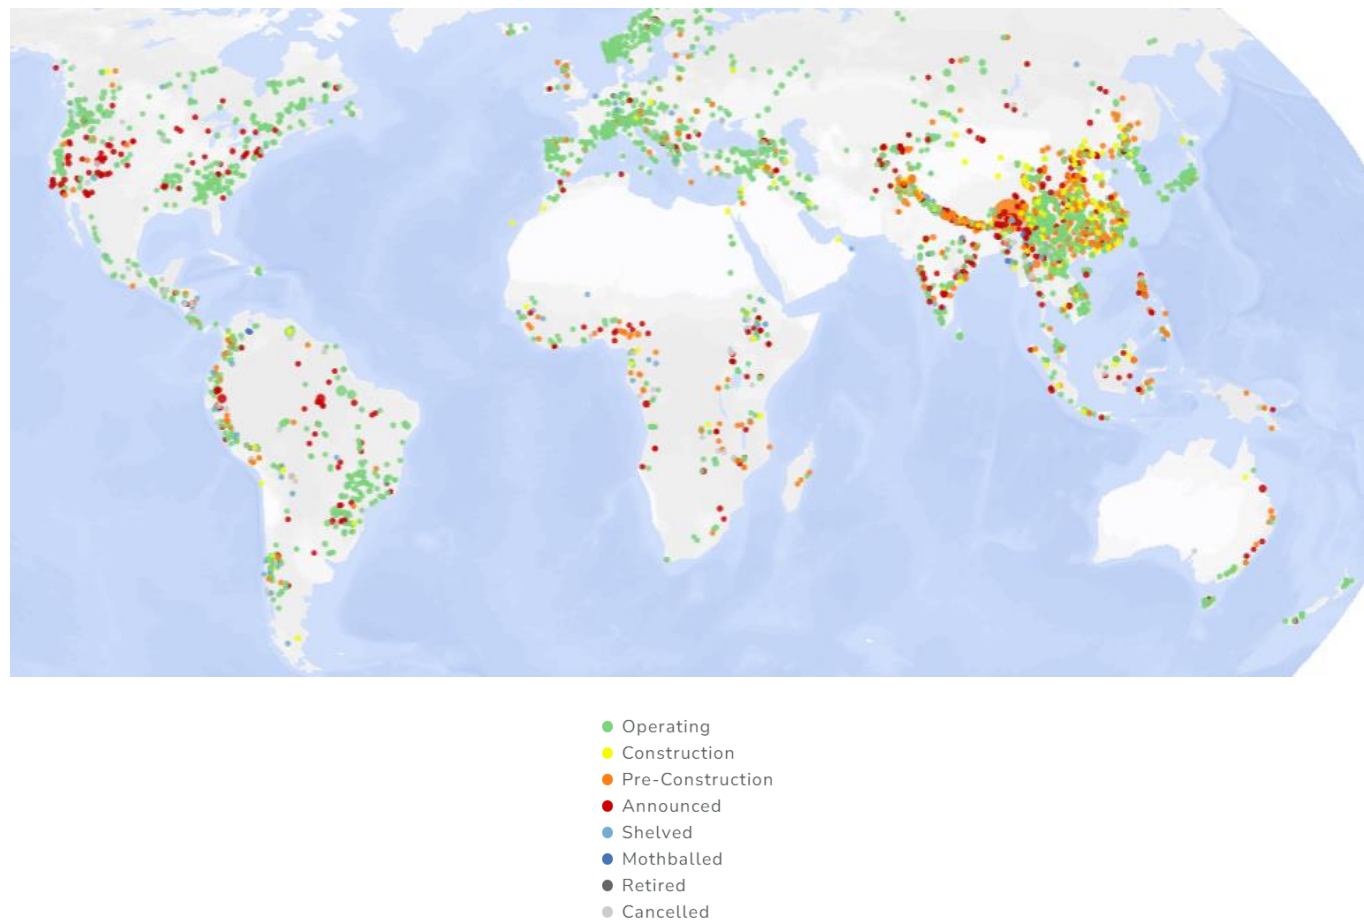 Operating
Construction
Pre-Construction
Announced
Shelved
Mothballed
Retired
Cancelled